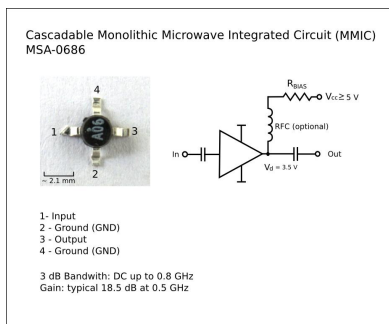 Cascadable Monolithic Microwave Integrated Circuit (MMIC)
MSA-0686
4
1
3
A06
2
~ 2.1 mm
R_BIAS
Vcc≥ 5 V
RFC (optional)
In
Out
Vd = 3.5 V
1- Input
2 - Ground (GND)
3 - Output
4 - Ground (GND)
3 dB Bandwith: DC up to 0.8 GHz
Gain: typical 18.5 dB at 0.5 GHz